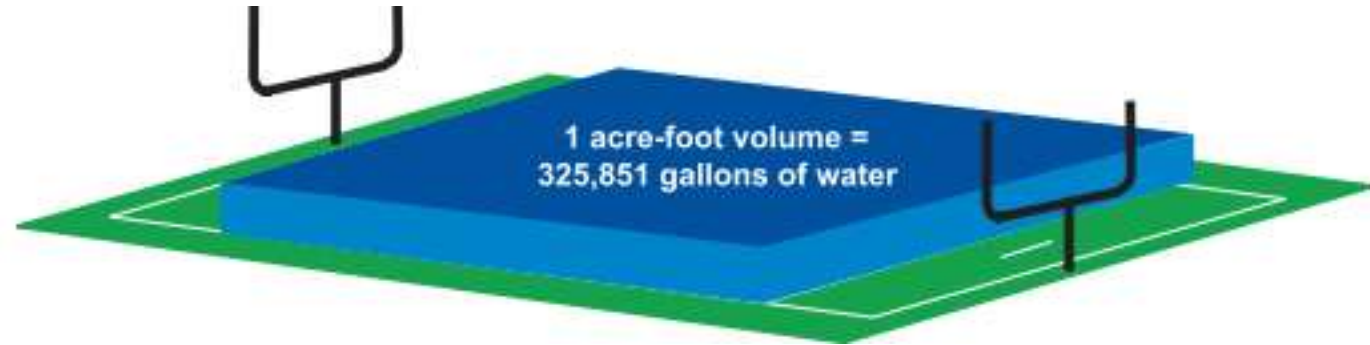 1 acre-foot volume =
325,851 gallons of water